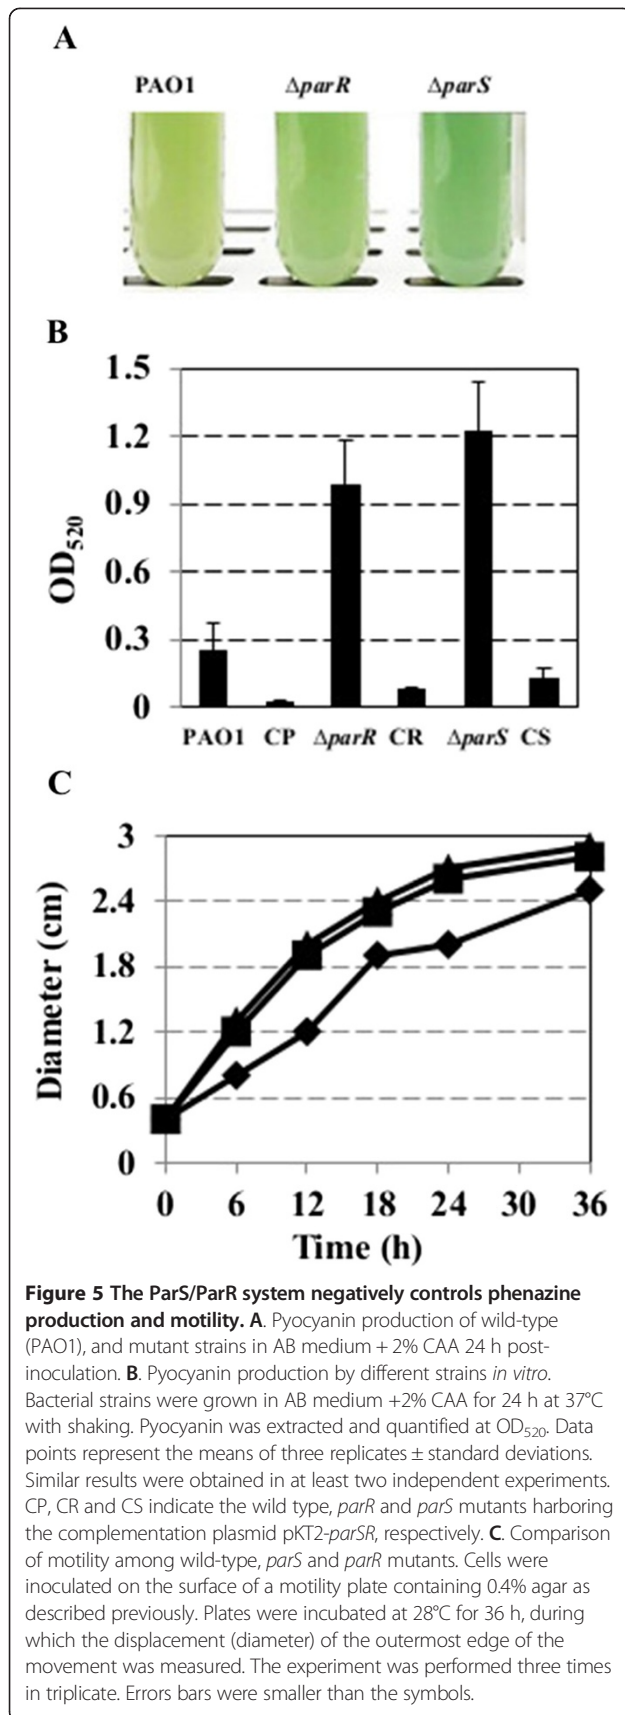 A
PAO1 ΔparR ΔparS
B
1.5
1.2
0.9
0.6
0.3
0
OD520
PAO1 CP ΔparR CR ΔparS CS
C
3
2.4
1.8
1.2
0.6
0
Diameter (cm)
0 6 12 18 24 30 36
Time (h)
Figure 5 The ParS/ParR system negatively controls phenazine
production and motility. A. Pyocyanin production of wild-type
(PAO1), and mutant strains in AB medium + 2% CAA 24 h post-
inoculation. B. Pyocyanin production by different strains in vitro.
Bacterial strains were grown in AB medium +2% CAA for 24 h at 37°C
with shaking. Pyocyanin was extracted and quantified at OD520. Data
points represent the means of three replicates ± standard deviations.
Similar results were obtained in at least two independent experiments.
CP, CR and CS indicate the wild type, parR and parS mutants harboring
the complementation plasmid pKT2-parSR, respectively. C. Comparison
of motility among wild-type, parS and parR mutants. Cells were
inoculated on the surface of a motility plate containing 0.4% agar as
described previously. Plates were incubated at 28°C for 36 h, during
which the displacement (diameter) of the outermost edge of the
movement was measured. The experiment was performed three times
in triplicate. Errors bars were smaller than the symbols.